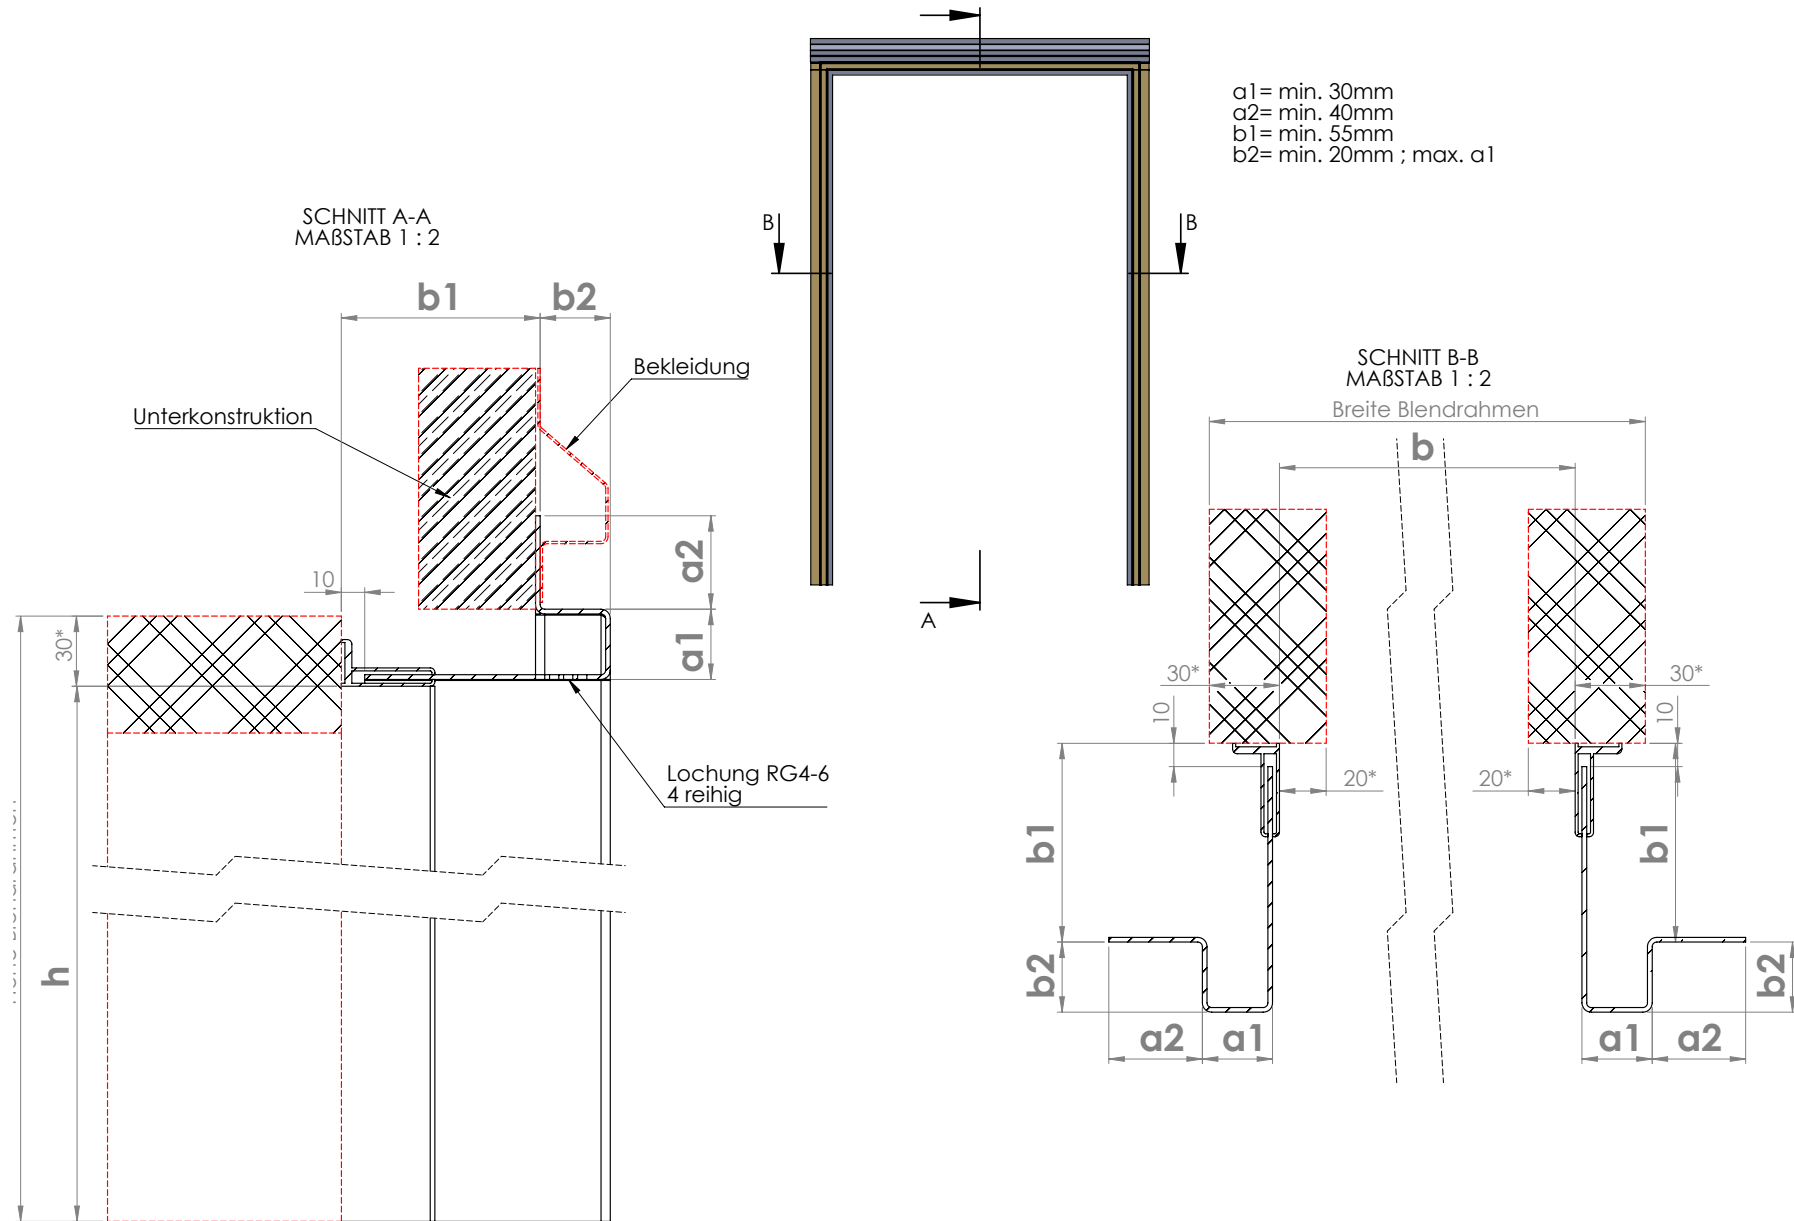 a1= min. 30mm
a2= min. 40mm
b1= min. 55mm
b2= min. 20mm ; max. a1
B
B
A
SCHNITT A-A
MAßSTAB 1 : 2
b1
b2
Bekleidung
Unterkonstruktion
a2
10
a1
30*
Lochung RG4-6
4 reihig
h
SCHNITT B-B
MAßSTAB 1 : 2
Breite Blendrahmen
b
30*
30*
10
10
20*
20*
b1
b1
b2
b2
a2
a1
a1
a2